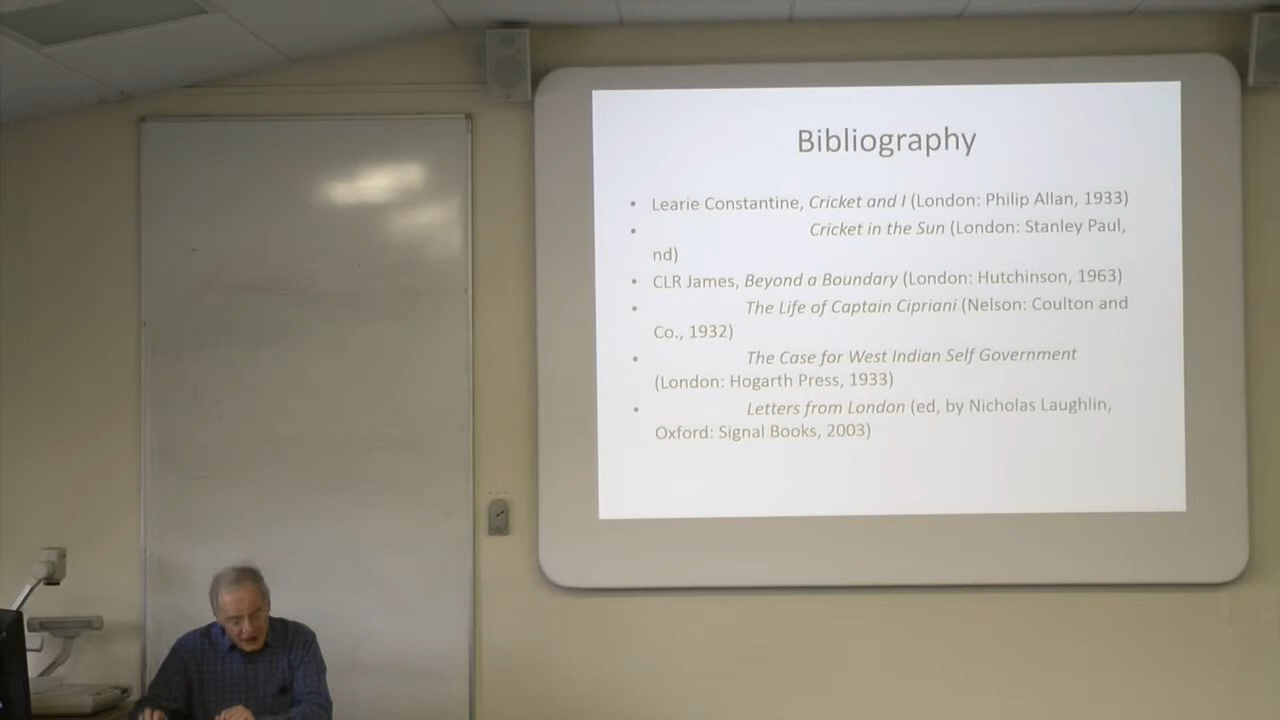 Bibliography
• Learie Constantine, Cricket and I (London: Philip Allan, 1933)
• Cricket in the Sun (London: Stanley Paul,
nd)
• CLR James, Beyond a Boundary (London: Hutchinson, 1963)
• The Life of Captain Cipriani (Nelson: Coulton and
Co., 1932)
• The Case for West Indian Self Government
(London: Hogarth Press, 1933)
• Letters from London (ed, by Nicholas Laughlin,
Oxford: Signal Books, 2003)